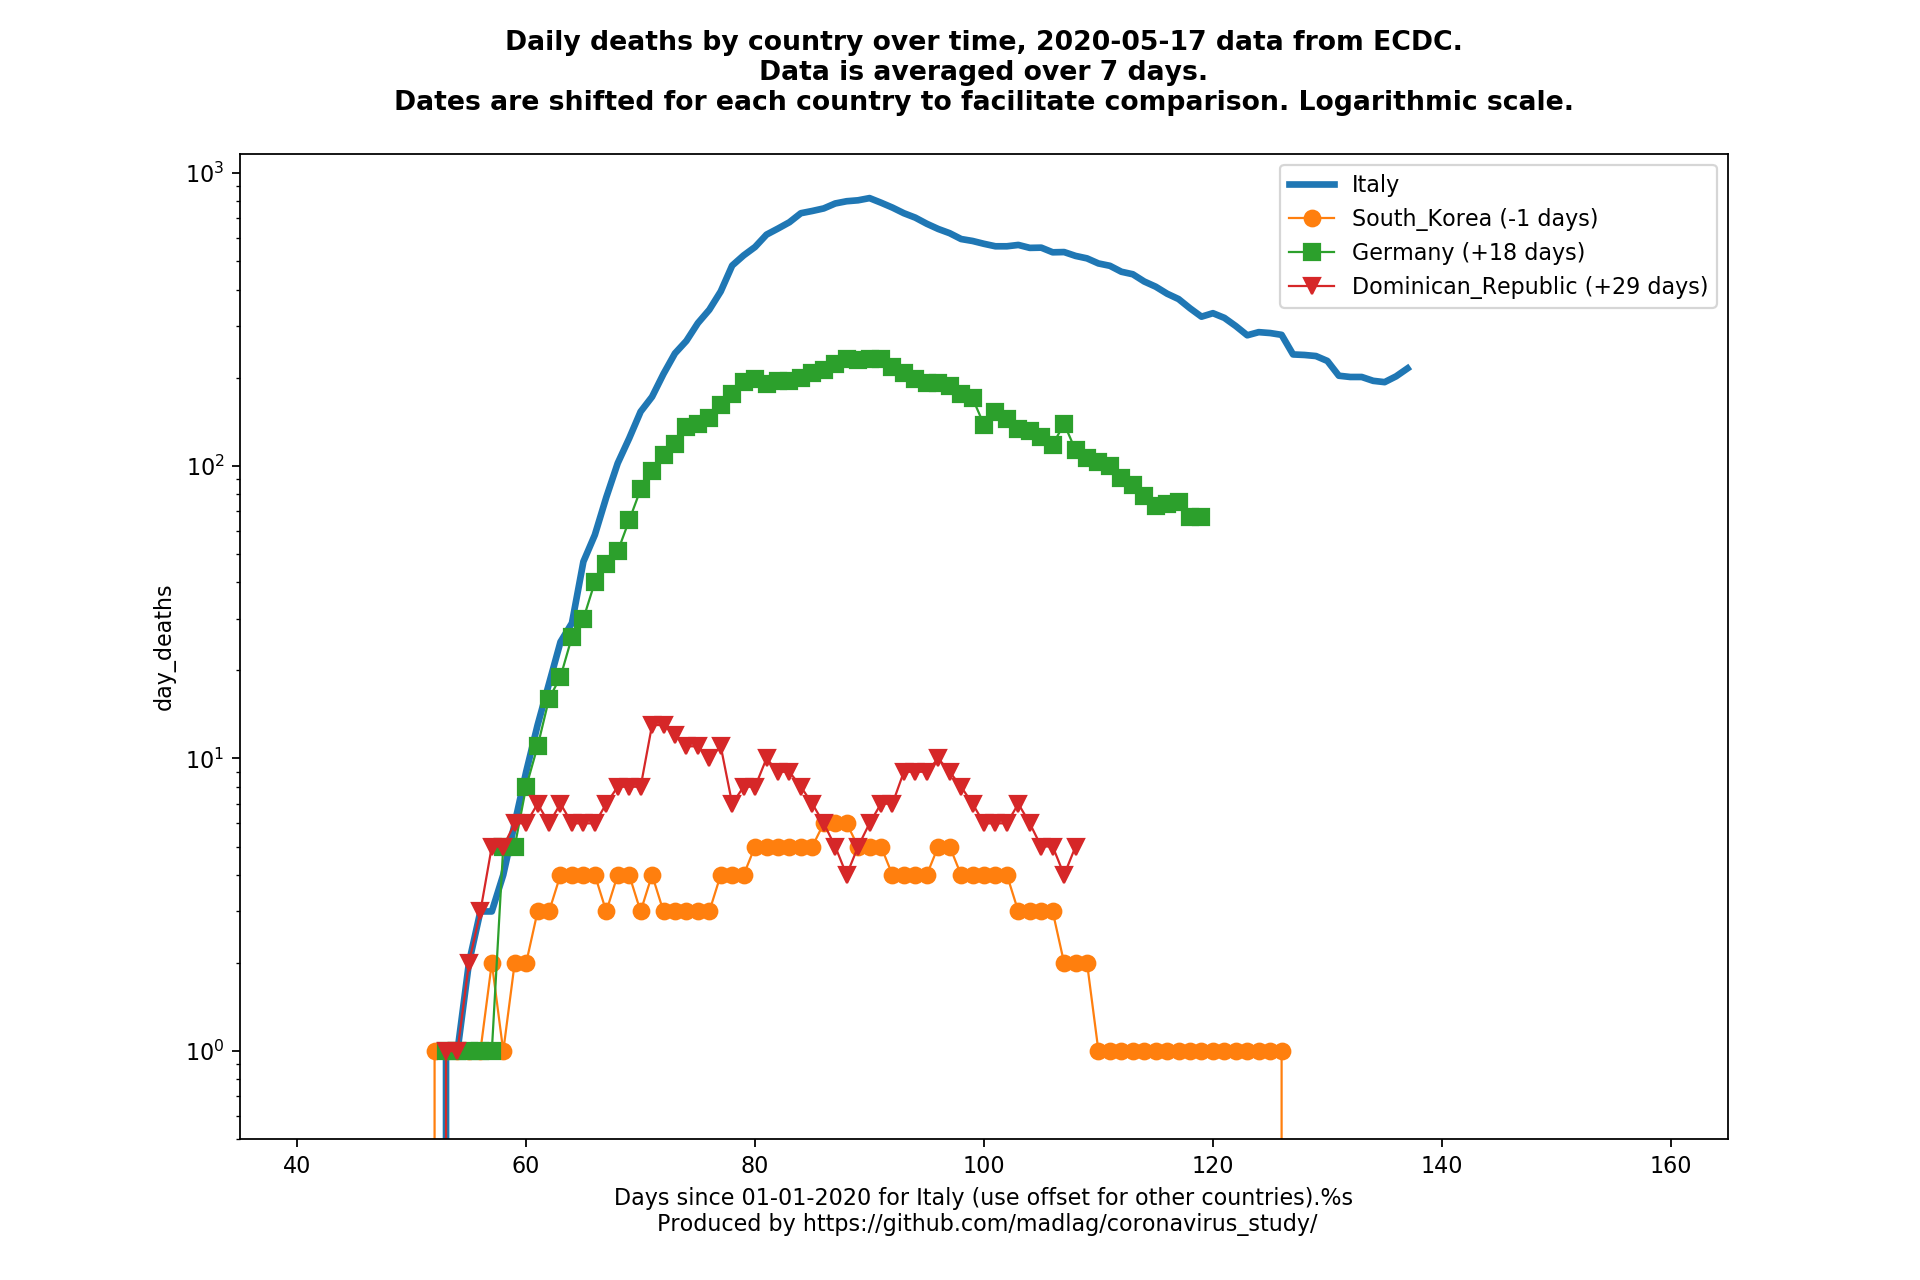 Daily deaths by country over time, 2020-05-17 data from ECDC.
Data is averaged over 7 days.
Dates are shifted for each country to facilitate comparison. Logarithmic scale.
10³
10²
10¹
10⁰
day_deaths
Italy
South_Korea (-1 days)
Germany (+18 days)
Dominican_Republic (+29 days)
40 60 80 100 120 140 160
Days since 01-01-2020 for Italy (use offset for other countries).%s
Produced by https://github.com/madlag/coronavirus_study/